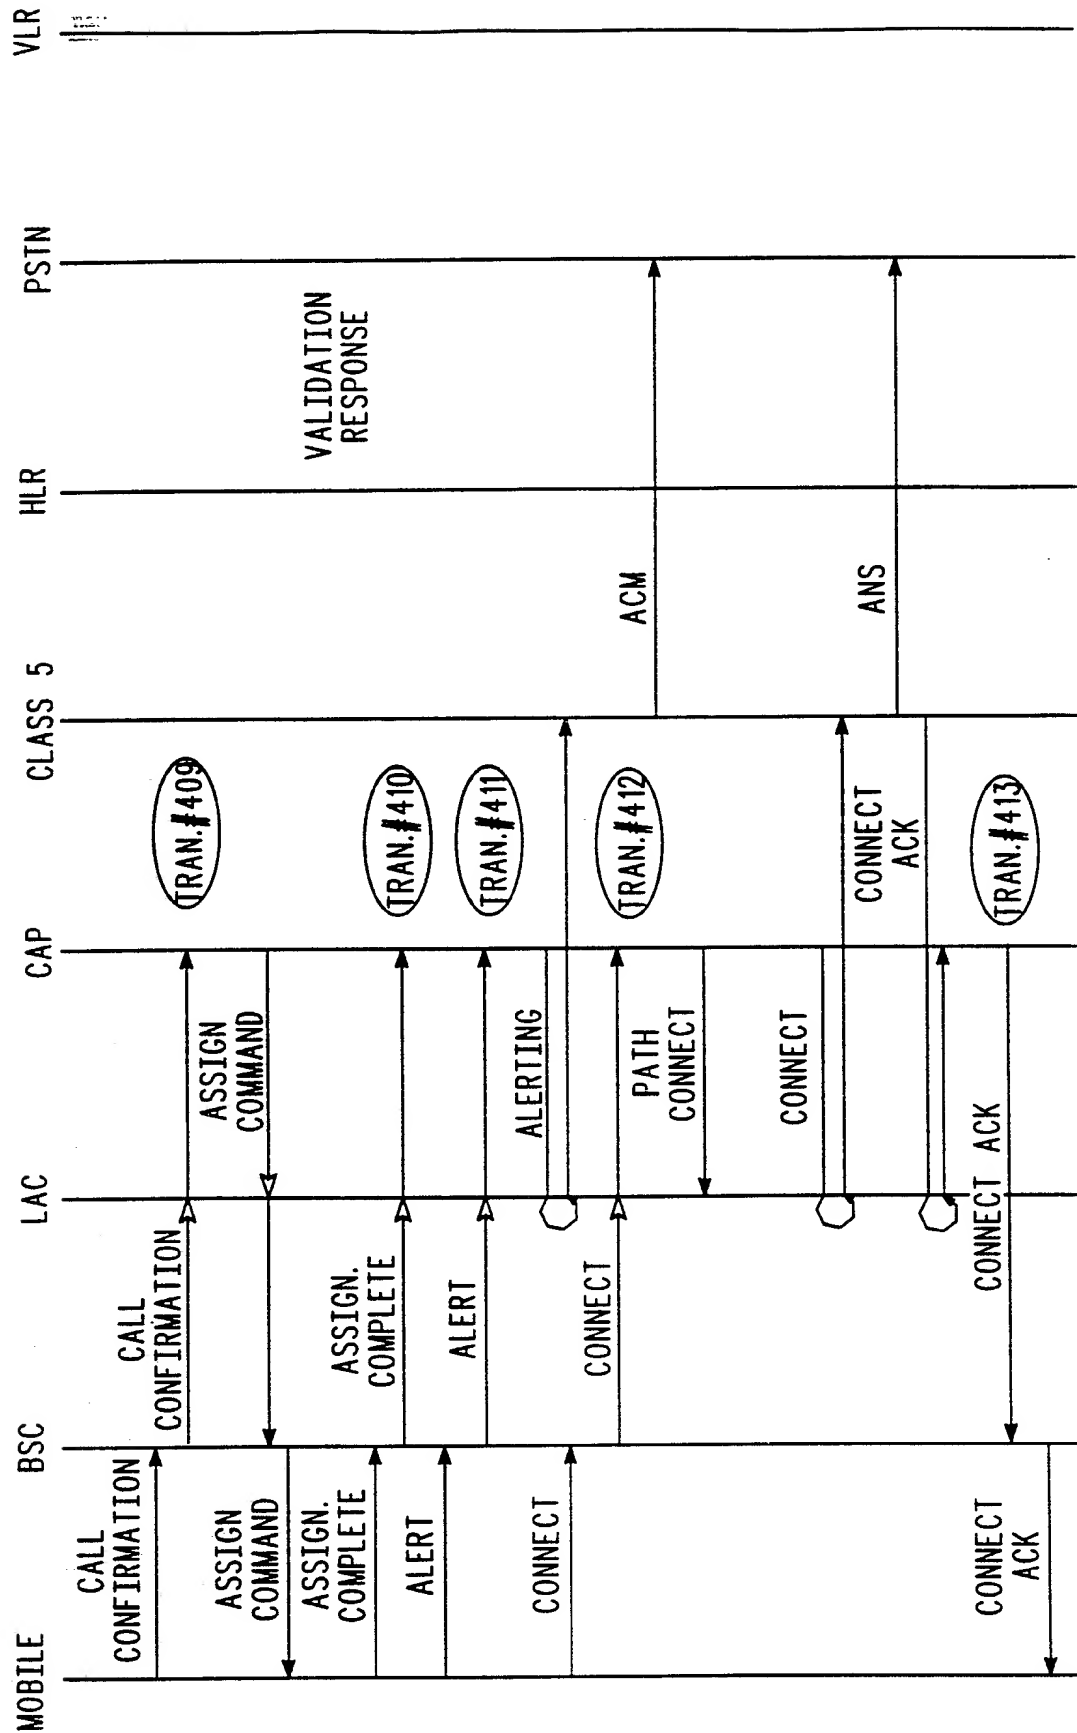 MOBILE
BSC
LAC
CAP
CLASS 5
HLR
PSTN
VLR
CALL
CONFIRMATION
CALL
CONFIRMATION
TRAN.#409
ASSIGN
COMMAND
ASSIGN
COMMAND
VALIDATION
RESPONSE
ASSIGN.
COMPLETE
ASSIGN.
COMPLETE
TRAN.#410
ALERT
ALERT
TRAN.#411
ALERTING
CONNECT
CONNECT
TRAN.#412
ACM
PATH
CONNECT
CONNECT
ANS
CONNECT
ACK
CONNECT ACK
TRAN.#413
CONNECT
ACK